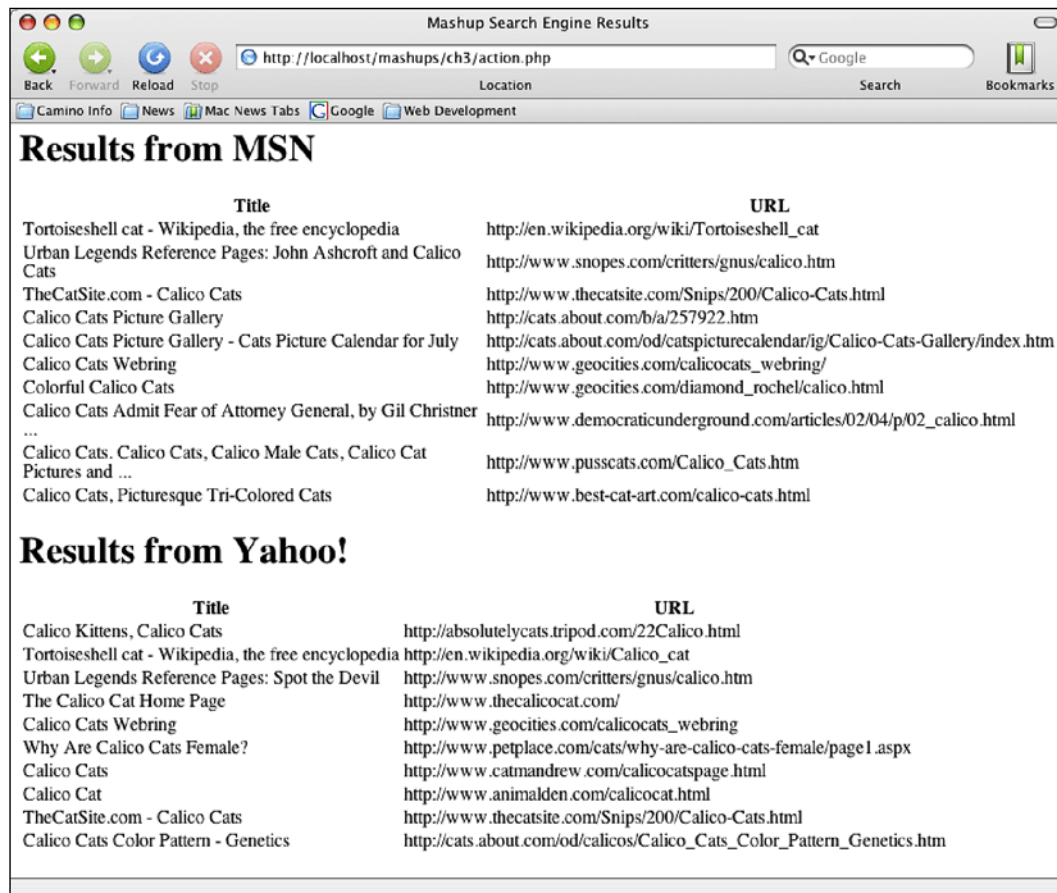 Mashup Search Engine Results
http://localhost/mashups/ch3/action.php
Google
Back Forward Reload Stop Location Search Bookmarks
Camino Info News Mac News Tabs Google Web Development
Results from MSN
Title URL
Tortoiseshell cat - Wikipedia, the free encyclopedia http://en.wikipedia.org/wiki/Tortoiseshell_cat
Urban Legends Reference Pages: John Ashcroft and Calico
Cats http://www.snopes.com/critters/gnus/calico.htm
TheCatSite.com - Calico Cats http://www.thecatsite.com/Snips/200/Calico-Cats.html
Calico Cats Picture Gallery http://cats.about.com/b/a/257922.htm
Calico Cats Picture Gallery - Cats Picture Calendar for July http://cats.about.com/od/catspicturecalendar/ig/Calico-Cats-Gallery/index.htm
Calico Cats Webring http://www.geocities.com/calicocats_webring/
Colorful Calico Cats http://www.geocities.com/diamond_rochel/calico.html
Calico Cats Admit Fear of Attorney General, by Gil Christner
... http://www.democraticunderground.com/articles/02/04/p/02_calico.html
Calico Cats. Calico Cats, Calico Male Cats, Calico Cat
Pictures and ... http://www.pusscats.com/Calico_Cats.htm
Calico Cats, Picturesque Tri-Colored Cats http://www.best-cat-art.com/calico-cats.html
Results from Yahoo!
Title URL
Calico Kittens, Calico Cats http://absolutelycats.tripod.com/22Calico.html
Tortoiseshell cat - Wikipedia, the free encyclopedia http://en.wikipedia.org/wiki/Calico_cat
Urban Legends Reference Pages: Spot the Devil http://www.snopes.com/critters/gnus/calico.htm
The Calico Cat Home Page http://www.thecalicocat.com/
Calico Cats Webring http://www.geocities.com/calicocats_webring
Why Are Calico Cats Female? http://www.petplace.com/cats/why-are-calico-cats-female/page1.aspx
Calico Cats http://www.catmandrew.com/calicocatspage.html
Calico Cat http://www.animalden.com/calicocat.html
TheCatSite.com - Calico Cats http://www.thecatsite.com/Snips/200/Calico-Cats.html
Calico Cats Color Pattern - Genetics http://cats.about.com/od/calicos/Calico_Cats_Color_Pattern_Genetics.htm